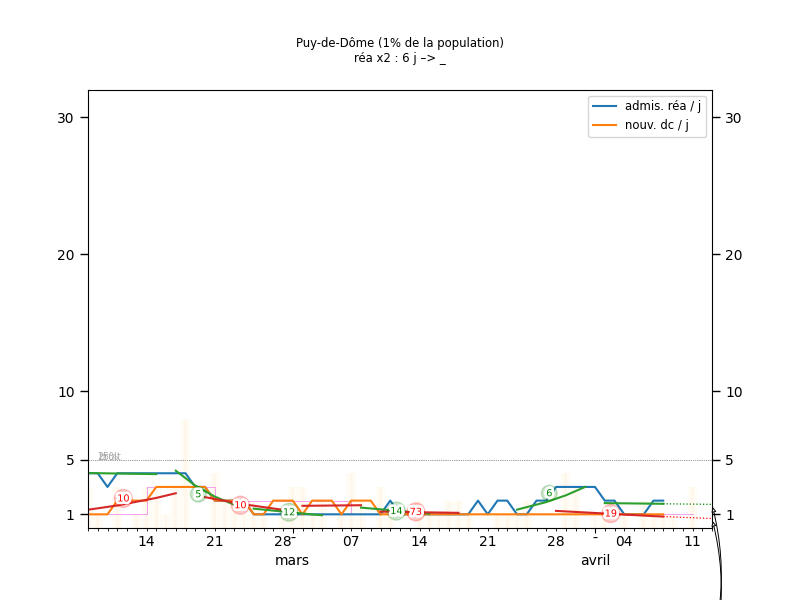 Puy-de-Dôme (1% de la population)
réa x2 : 6 j –> _
admis. réa / j
nouv. dc / j
30 30
20 20
10 10
5 5
1 1
10 5 10 12 14 73 6 19
14 21 28 07 14 21 28 04 11
mars avril